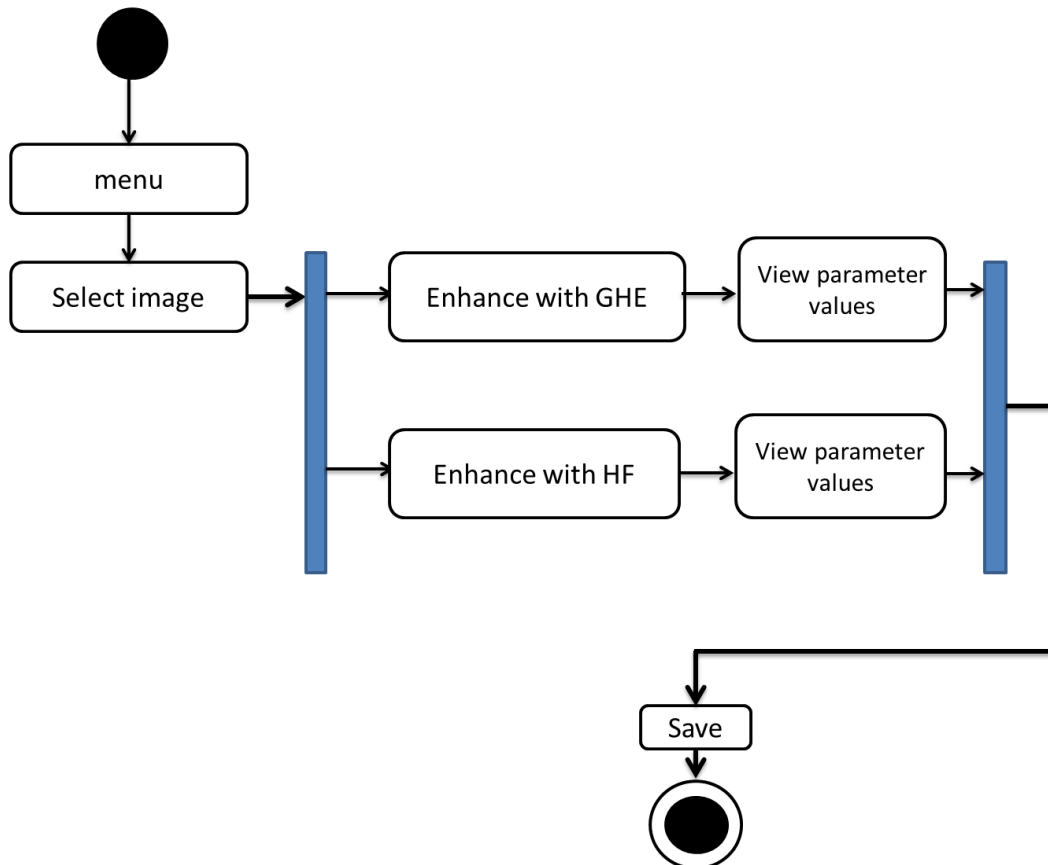 menu
Select image
Enhance with GHE
View parameter
values
Enhance with HF
View parameter
values
Save